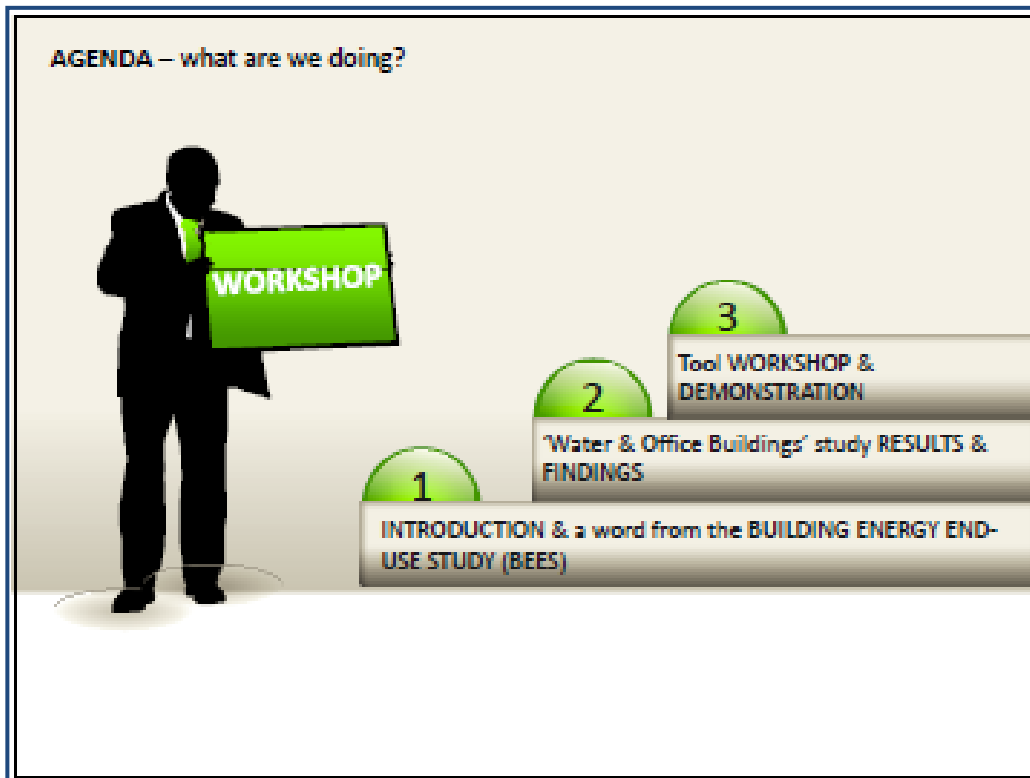 AGENDA – what are we doing?
WORKSHOP
3
Tool WORKSHOP &
DEMONSTRATION
2
'Water & Office Buildings' study RESULTS &
FINDINGS
1
INTRODUCTION & a word from the BUILDING ENERGY END-
USE STUDY (BEES)